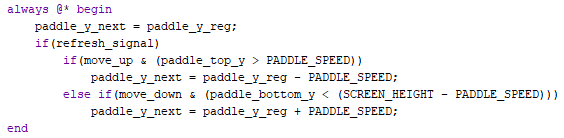 always @* begin
    paddle_y_next = paddle_y_reg;
    if(refresh_signal)
        if(move_up & (paddle_top_y > PADDLE_SPEED))
            paddle_y_next = paddle_y_reg - PADDLE_SPEED;
        else if(move_down & (paddle_bottom_y < (SCREEN_HEIGHT - PADDLE_SPEED)))
            paddle_y_next = paddle_y_reg + PADDLE_SPEED;
end